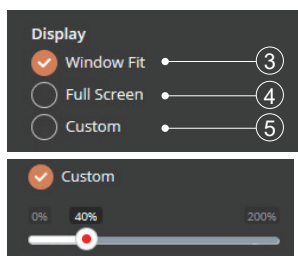 Display
Window Fit ③
Full Screen ④
Custom ⑤
Custom
0% 40% 200%